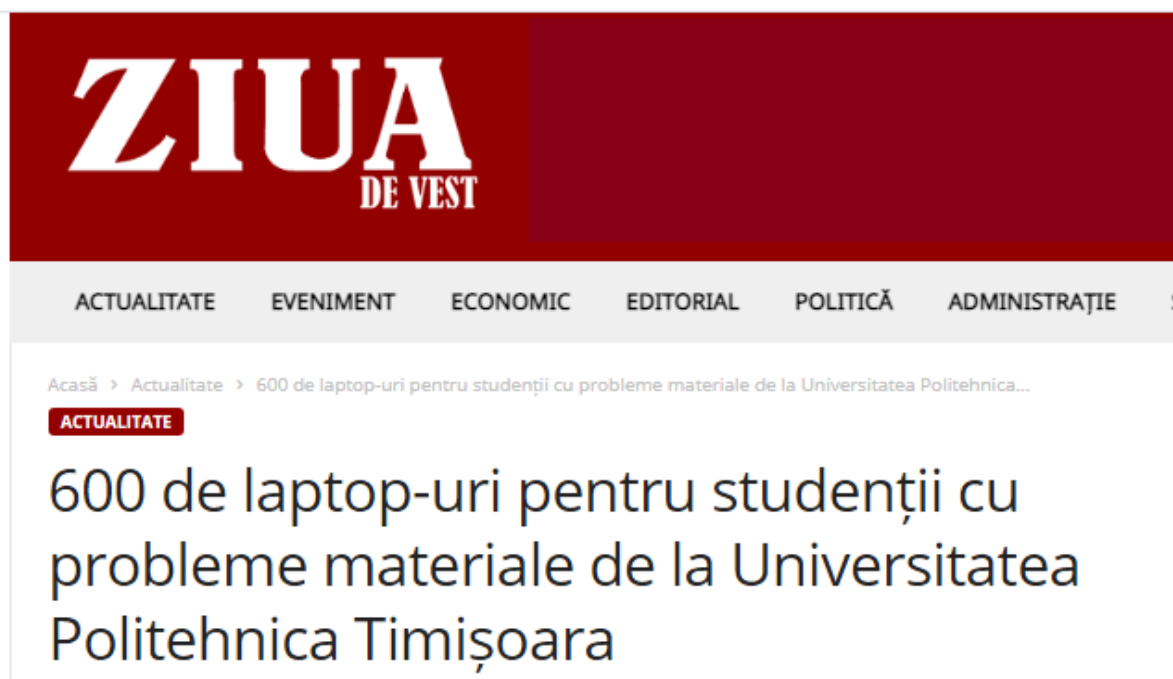 ZIUA
DE VEST
ACTUALITATE EVENIMENT ECONOMIC EDITORIAL POLITICĂ ADMINISTRAȚIE
Acasă > Actualitate > 600 de laptop-uri pentru studenții cu probleme materiale de la Universitatea Politehnica...
ACTUALITATE
600 de laptop-uri pentru studenții cu
probleme materiale de la Universitatea
Politehnica Timișoara